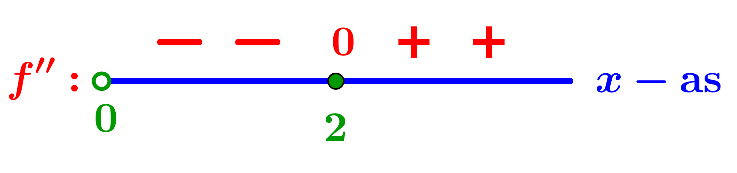 − − 0 + +
f'' : x − as
0 2